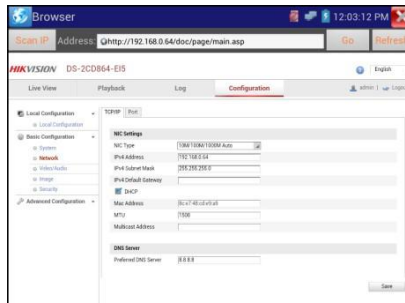 Browser
12:03:12 PM
Scan IP
Address:
http://192.168.0.64/doc/page/main.asp
Go
Refresh
HIKVISION DS-2CD864-EI5
English
Live View
Playback
Log
Configuration
admin
Logo
Local Configuration
Local Configuration
Basic Configuration
System
Network
Video/Audio
Image
Security
Advanced Configuration
TCP/IP
Port
NIC Settings
NIC Type
10M/100M/1000M Auto
IPv4 Address
192.168.0.64
IPv4 Subnet Mask
255.255.255.0
IPv4 Default Gateway
DHCP
Mac Address
MTU
1500
Multicast Address
DNS Server
Preferred DNS Server
8.8.8.8
Save